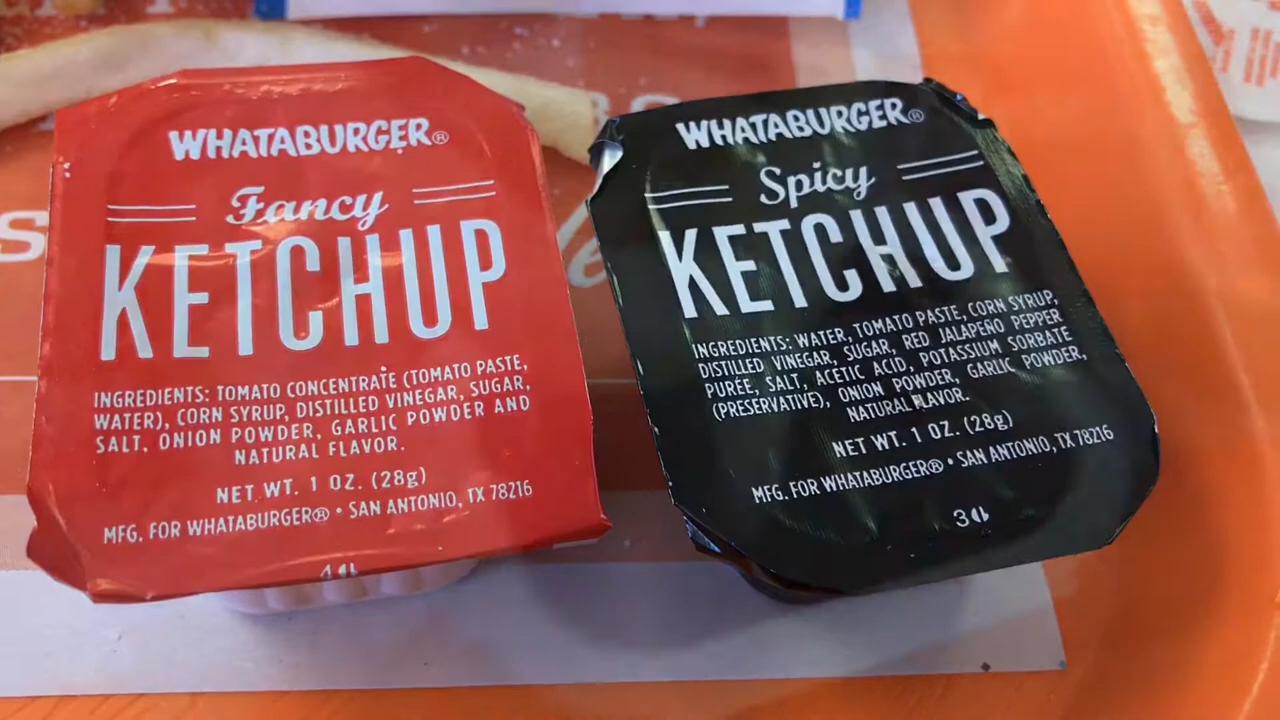 WHATABURGER®
Fancy
KETCHUP
INGREDIENTS: TOMATO CONCENTRATE (TOMATO PASTE,
WATER), CORN SYRUP, DISTILLED VINEGAR, SUGAR,
SALT, ONION POWDER, GARLIC POWDER AND
NATURAL FLAVOR.
NET WT. 1 OZ. (28g)
MFG. FOR WHATABURGER® • SAN ANTONIO, TX 78216
4
WHATABURGER®
Spicy
KETCHUP
INGREDIENTS: WATER, TOMATO PASTE, CORN SYRUP,
DISTILLED VINEGAR, SUGAR, RED JALAPEÑO PEPPER
PURÉE, SALT, ACETIC ACID, POTASSIUM SORBATE
(PRESERVATIVE), ONION POWDER, GARLIC POWDER,
NATURAL FLAVOR.
NET WT. 1 OZ. (28g)
MFG. FOR WHATABURGER® • SAN ANTONIO, TX 78216
3